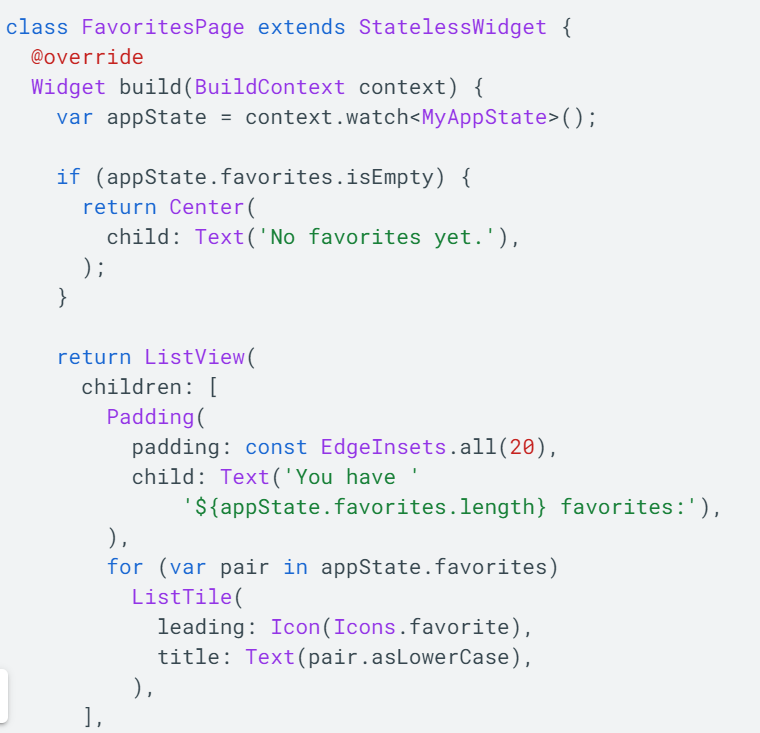 class FavoritesPage extends StatelessWidget {
  @override
  Widget build(BuildContext context) {
    var appState = context.watch<MyAppState>();

    if (appState.favorites.isEmpty) {
      return Center(
        child: Text('No favorites yet.'),
      );
    }

    return ListView(
      children: [
        Padding(
          padding: const EdgeInsets.all(20),
          child: Text('You have '
              '${appState.favorites.length} favorites:'),
        ),
        for (var pair in appState.favorites)
          ListTile(
            leading: Icon(Icons.favorite),
            title: Text(pair.asLowerCase),
          ),
      ],